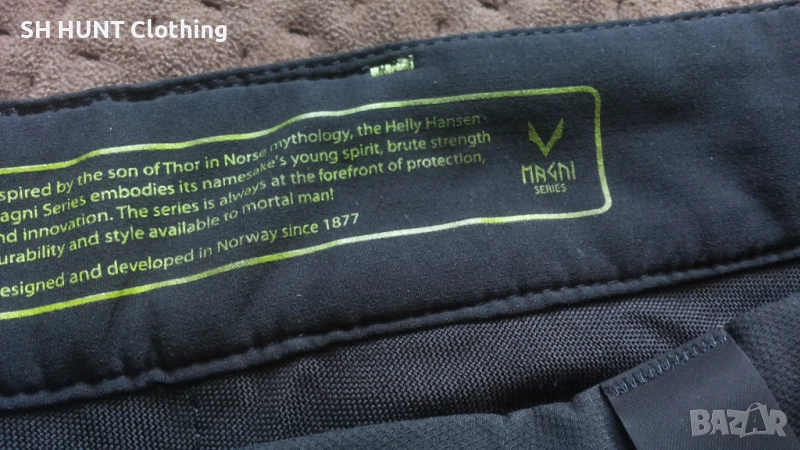 SH HUNT Clothing
spired by the son of Thor in Norse mythology, the Helly Hansen
agni Series embodies its namesake's young spirit, brute strength
nd innovation. The series is always at the forefront of protection,
urability and style available to mortal man!
esigned and developed in Norway since 1877
MAGNI
SERIES
BAZAR